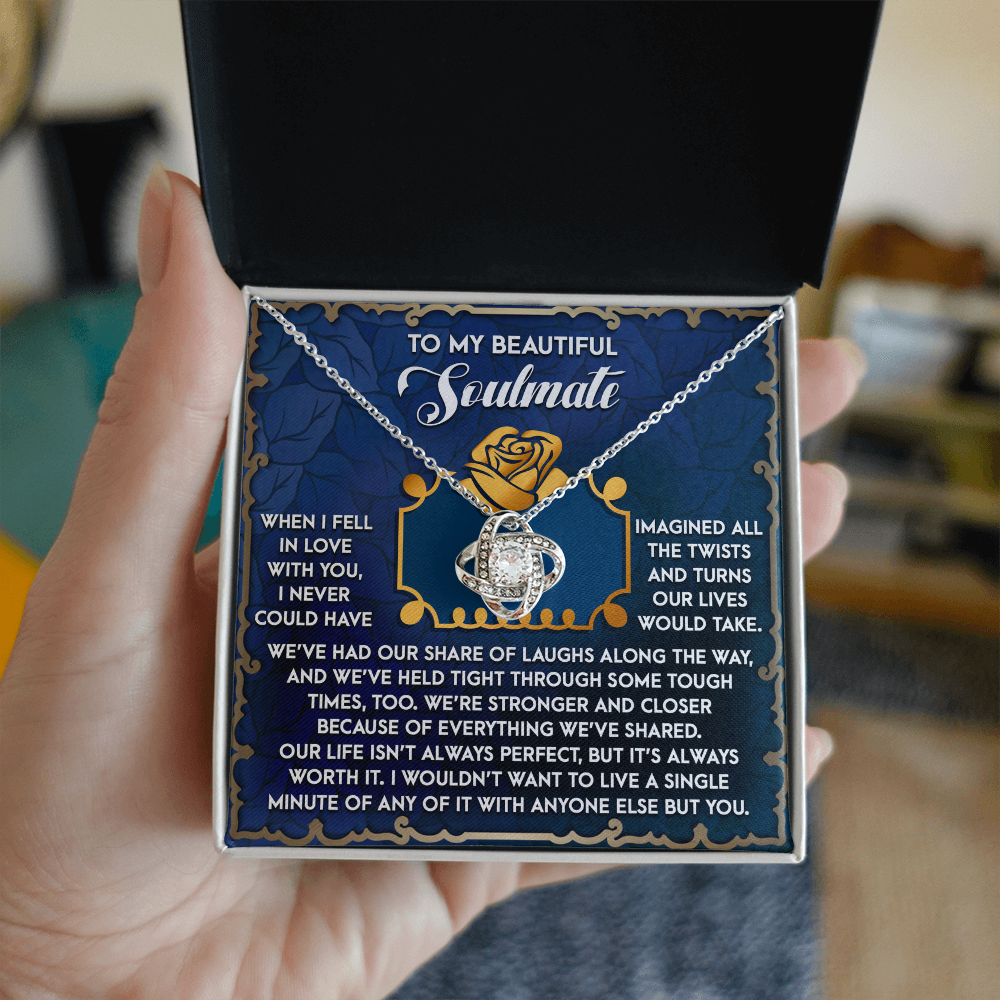 TO MY BEAUTIFUL
Soulmate
WHEN I FELL
IN LOVE
WITH YOU,
I NEVER
COULD HAVE
IMAGINED ALL
THE TWISTS
AND TURNS
OUR LIVES
WOULD TAKE.
WE'VE HAD OUR SHARE OF LAUGHS ALONG THE WAY,
AND WE'VE HELD TIGHT THROUGH SOME TOUGH
TIMES, TOO. WE'RE STRONGER AND CLOSER
BECAUSE OF EVERYTHING WE'VE SHARED.
OUR LIFE ISN'T ALWAYS PERFECT, BUT IT'S ALWAYS
WORTH IT. I WOULDN'T WANT TO LIVE A SINGLE
MINUTE OF ANY OF IT WITH ANYONE ELSE BUT YOU.